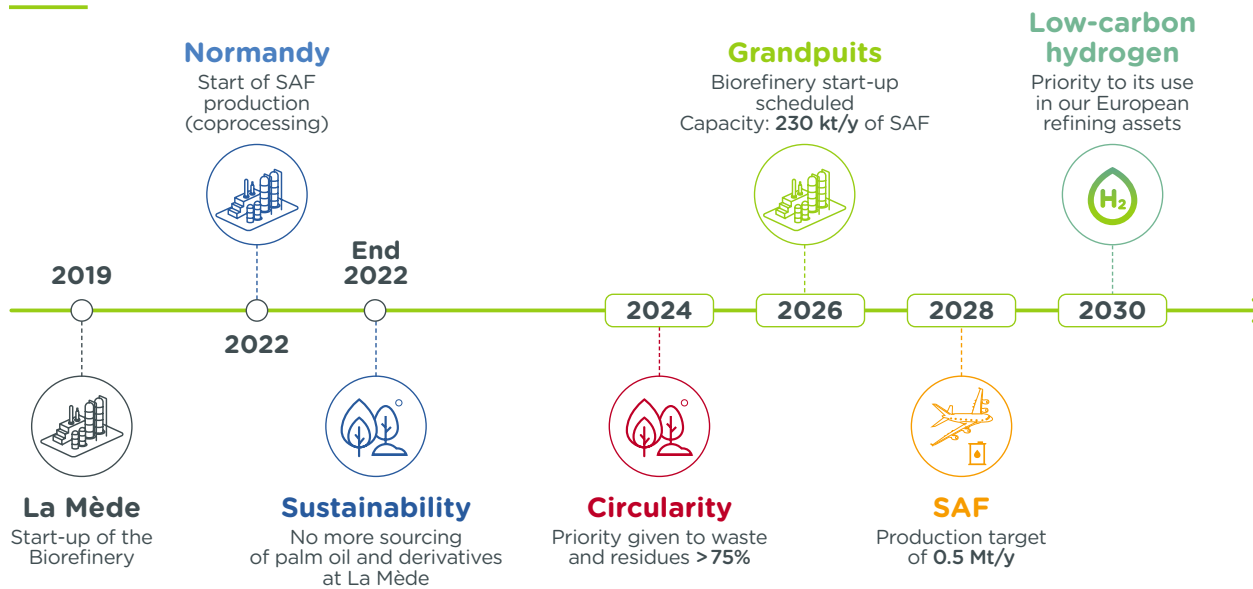 Normandy
Start of SAF
production
(coprocessing)
Grandpuits
Biorefinery start-up
scheduled
Capacity: 230 kt/y of SAF
Low-carbon
hydrogen
Priority to its use
in our European
refining assets
H₂
2019
2022
End
2022
2024
2026
2028
2030
La Mède
Start-up of the
Biorefinery
Sustainability
No more sourcing
of palm oil and derivatives
at La Mède
Circularity
Priority given to waste
and residues >75%
SAF
Production target
of 0.5 Mt/y